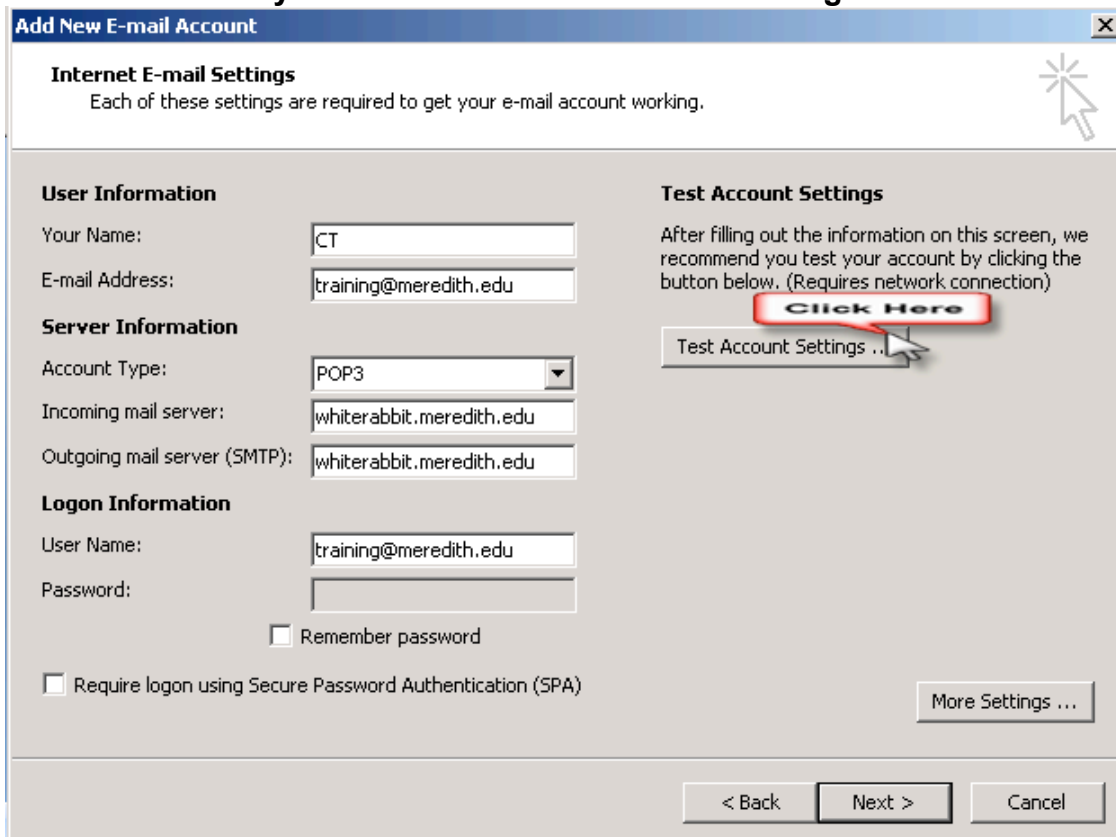 Add New E-mail Account
Internet E-mail Settings
Each of these settings are required to get your e-mail account working.
User Information
Your Name:
CT
E-mail Address:
training@meredith.edu
Server Information
Account Type:
POP3
Incoming mail server:
whiterabbit.meredith.edu
Outgoing mail server (SMTP):
whiterabbit.meredith.edu
Logon Information
User Name:
training@meredith.edu
Password:
Remember password
Require logon using Secure Password Authentication (SPA)
Test Account Settings
After filling out the information on this screen, we
recommend you test your account by clicking the
button below. (Requires network connection)
Click Here
Test Account Settings ...
More Settings ...
< Back
Next >
Cancel